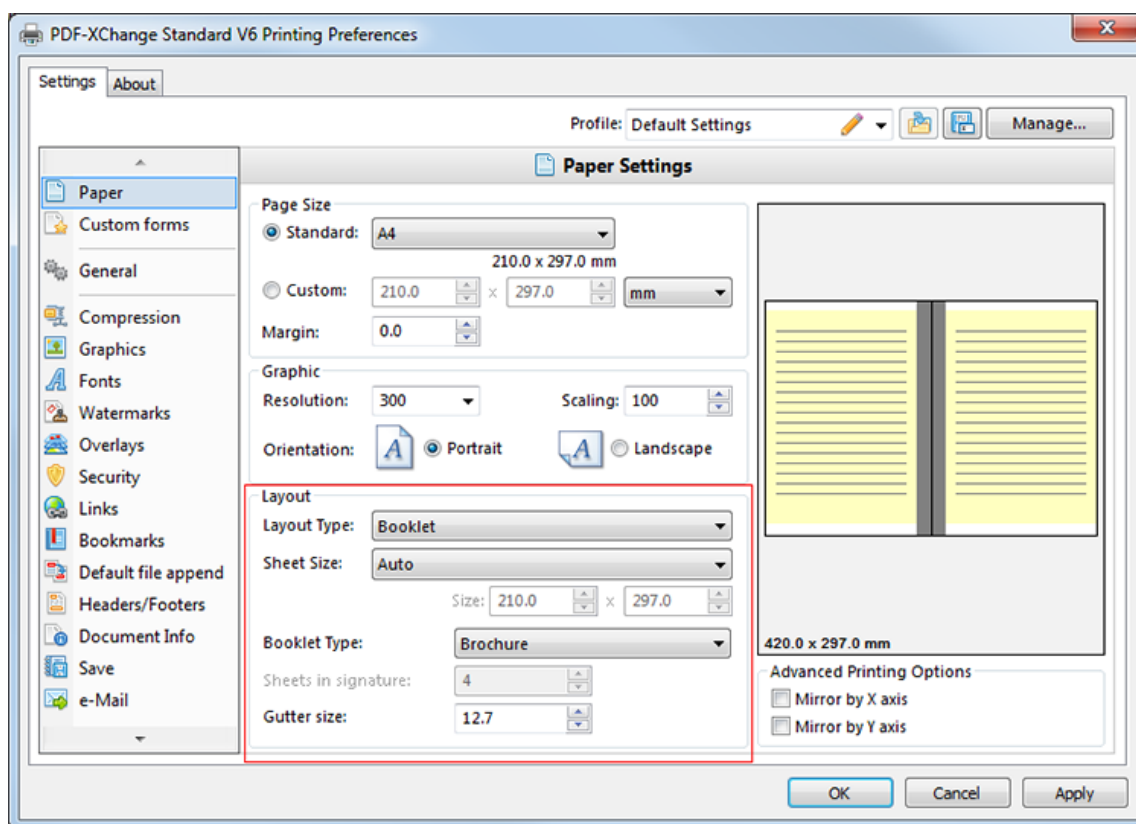 PDF-XChange Standard V6 Printing Preferences
Settings About
Profile: Default Settings Manage...
Paper
Custom forms
General
Compression
Graphics
Fonts
Watermarks
Overlays
Security
Links
Bookmarks
Default file append
Headers/Footers
Document Info
Save
e-Mail
Paper Settings
Page Size
Standard: A4
210.0 x 297.0 mm
Custom: 210.0 x 297.0 mm
Margin: 0.0
Graphic
Resolution: 300 Scaling: 100
Orientation: A Portrait A Landscape
Layout
Layout Type: Booklet
Sheet Size: Auto
Size: 210.0 x 297.0
Booklet Type: Brochure
Sheets in signature: 4
Gutter size: 12.7
420.0 x 297.0 mm
Advanced Printing Options
Mirror by X axis
Mirror by Y axis
OK Cancel Apply